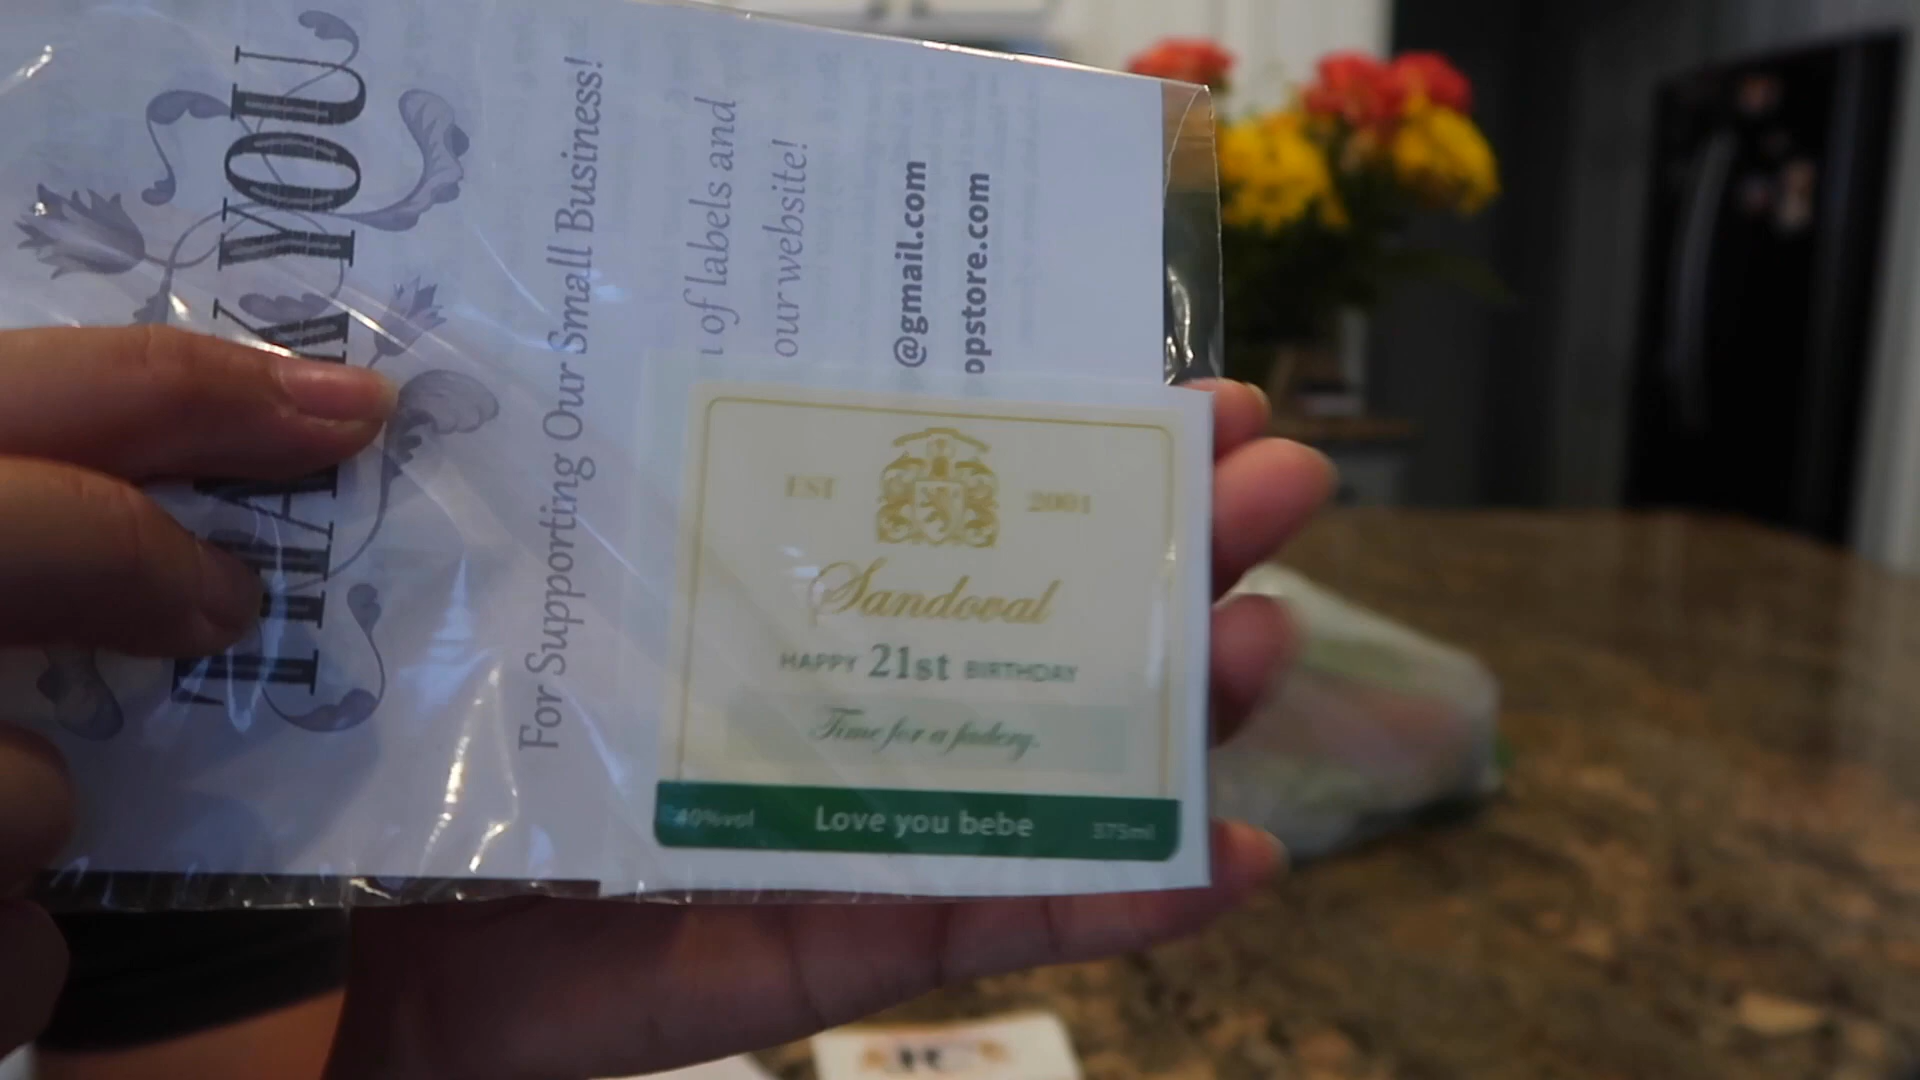 THANK YOU
For Supporting Our Small Business!
of labels and
our website!
@gmail.com
opstore.com
EST 2001
Sandoval
HAPPY 21st BIRTHDAY
Time for a
40%vol Love you bebe 375ml